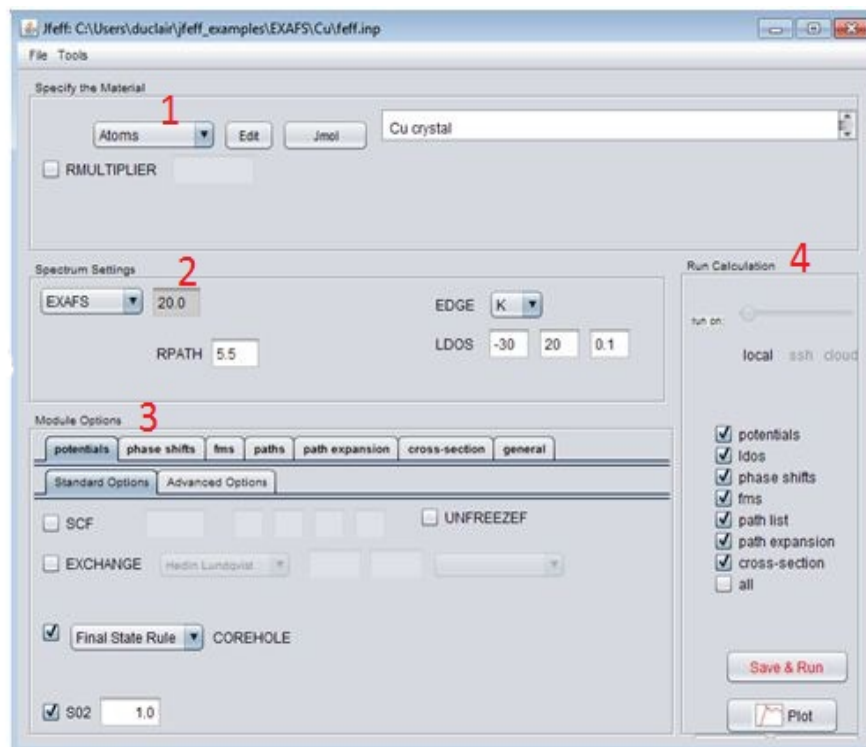 Jfeff: C:\Users\duclair\jfeff_examples\EXAFS\Cu\feff.inp
File Tools
Specify the Material
1
Atoms Edit Jmol Cu crystal
RMULTIPLIER
Spectrum Settings 2
EXAFS 20.0 EDGE K
RPATH 5.5 LDOS -30 20 0.1
Module Options 3
potentials phase shifts fms paths path expansion cross-section general
Standard Options Advanced Options
SCF UNFREEZEF
EXCHANGE Hedin Lundqvist
Final State Rule COREHOLE
S02 1.0
Run Calculation 4
run on:
local ssh cloud
potentials
ldos
phase shifts
fms
path list
path expansion
cross-section
all
Save & Run
Plot